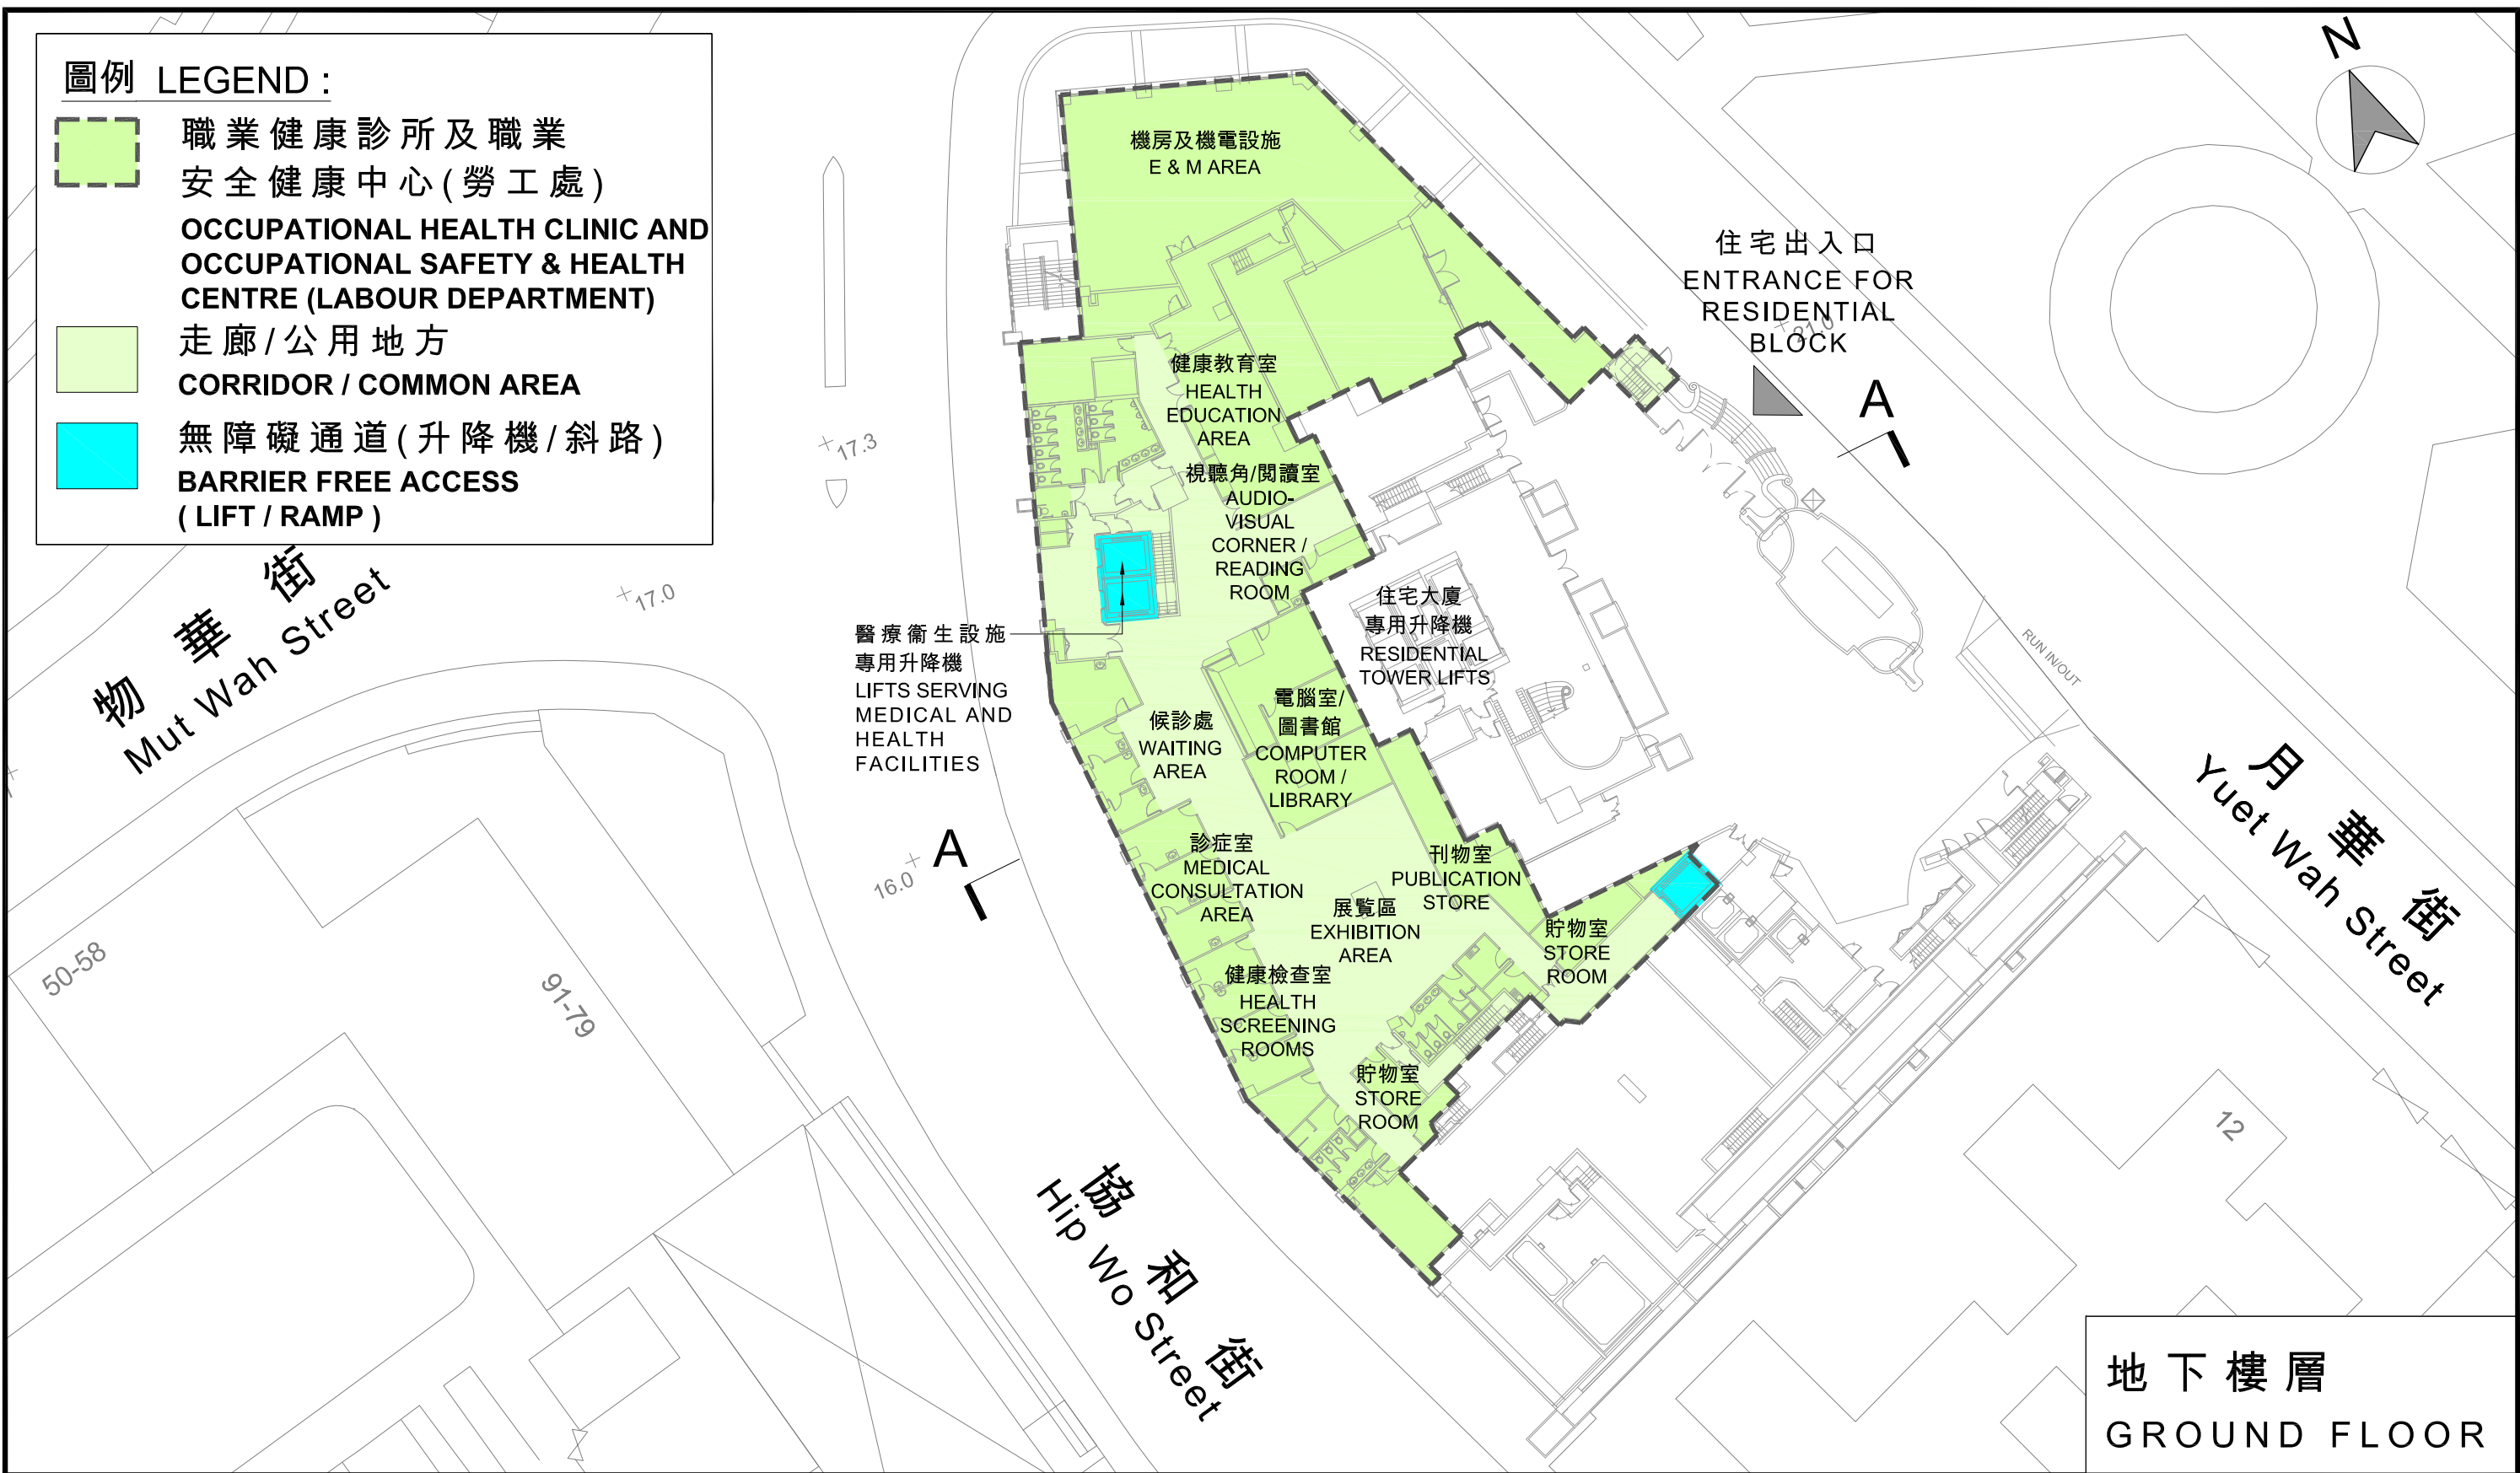 圖例 LEGEND :
職業健康診所及職業
安全健康中心(勞工處)
OCCUPATIONAL HEALTH CLINIC AND
OCCUPATIONAL SAFETY & HEALTH
CENTRE (LABOUR DEPARTMENT)
走廊/公用地方
CORRIDOR / COMMON AREA
無障礙通道(升降機/斜路)
BARRIER FREE ACCESS
( LIFT / RAMP )
N
機房及機電設施
E & M AREA
住宅出入口
ENTRANCE FOR
RESIDENTIAL
BLOCK
21.0
A
健康教育室
HEALTH
EDUCATION
AREA
17.3
視聽角/閱讀室
AUDIO-
VISUAL
CORNER /
READING
ROOM
17.0
物華街
Mut Wah Street
醫療衞生設施
專用升降機
LIFTS SERVING
MEDICAL AND
HEALTH
FACILITIES
住宅大廈
專用升降機
RESIDENTIAL
TOWER LIFTS
RUN IN/OUT
電腦室/
圖書館
COMPUTER
ROOM /
LIBRARY
候診處
WAITING
AREA
月華街
Yuet Wah Street
A
16.0
診症室
MEDICAL
CONSULTATION
AREA
刊物室
PUBLICATION
STORE
展覧區
EXHIBITION
AREA
貯物室
STORE
ROOM
50-58
91-79
健康檢查室
HEALTH
SCREENING
ROOMS
貯物室
STORE
ROOM
12
協和街
Hip Wo Street
地下樓層
GROUND FLOOR